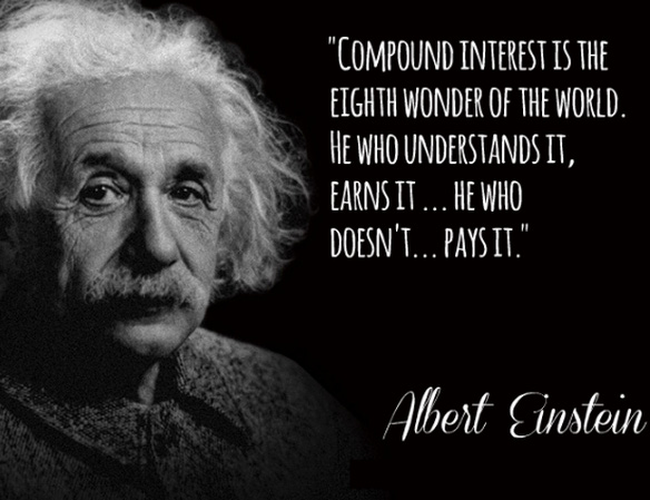 "Compound interest is the
eighth wonder of the world.
He who understands it,
earns it ... he who
doesn't... pays it."
Albert Einstein